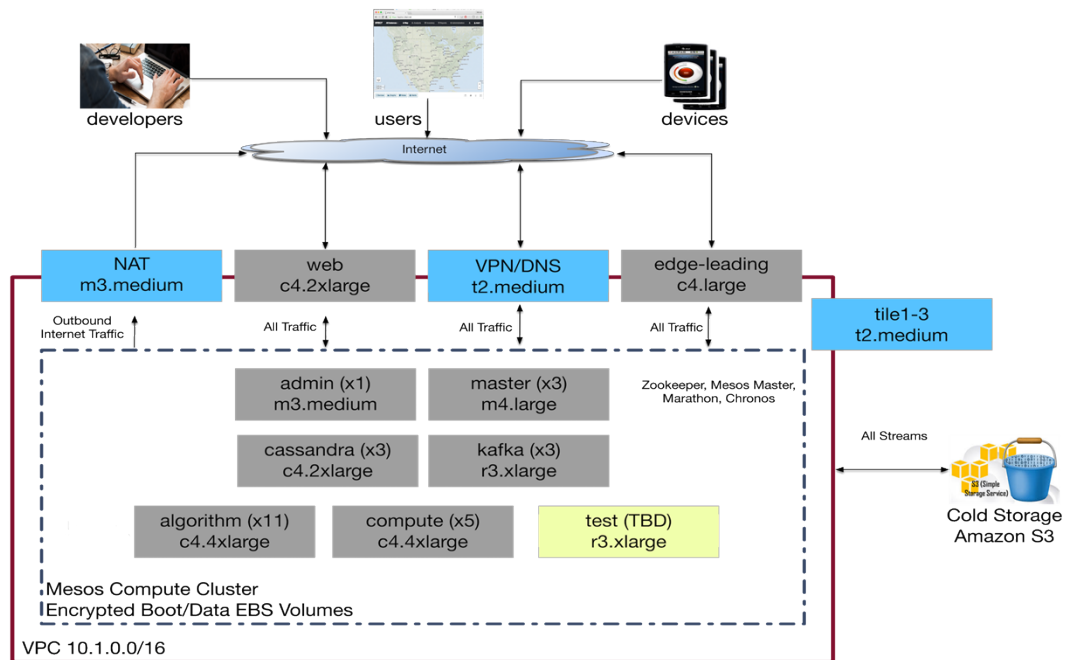 developers
users
devices
Internet
NAT
m3.medium
web
c4.2xlarge
VPN/DNS
t2.medium
edge-leading
c4.large
tile1-3
t2.medium
Outbound
Internet Traffic
All Traffic
All Traffic
All Traffic
admin (x1)
m3.medium
master (x3)
m4.large
Zookeeper, Mesos Master,
Marathon, Chronos
cassandra (x3)
c4.2xlarge
kafka (x3)
r3.xlarge
All Streams
algorithm (x11)
c4.4xlarge
compute (x5)
c4.4xlarge
test (TBD)
r3.xlarge
S3 (Simple
Storage Service)
Cold Storage
Amazon S3
Mesos Compute Cluster
Encrypted Boot/Data EBS Volumes
VPC 10.1.0.0/16